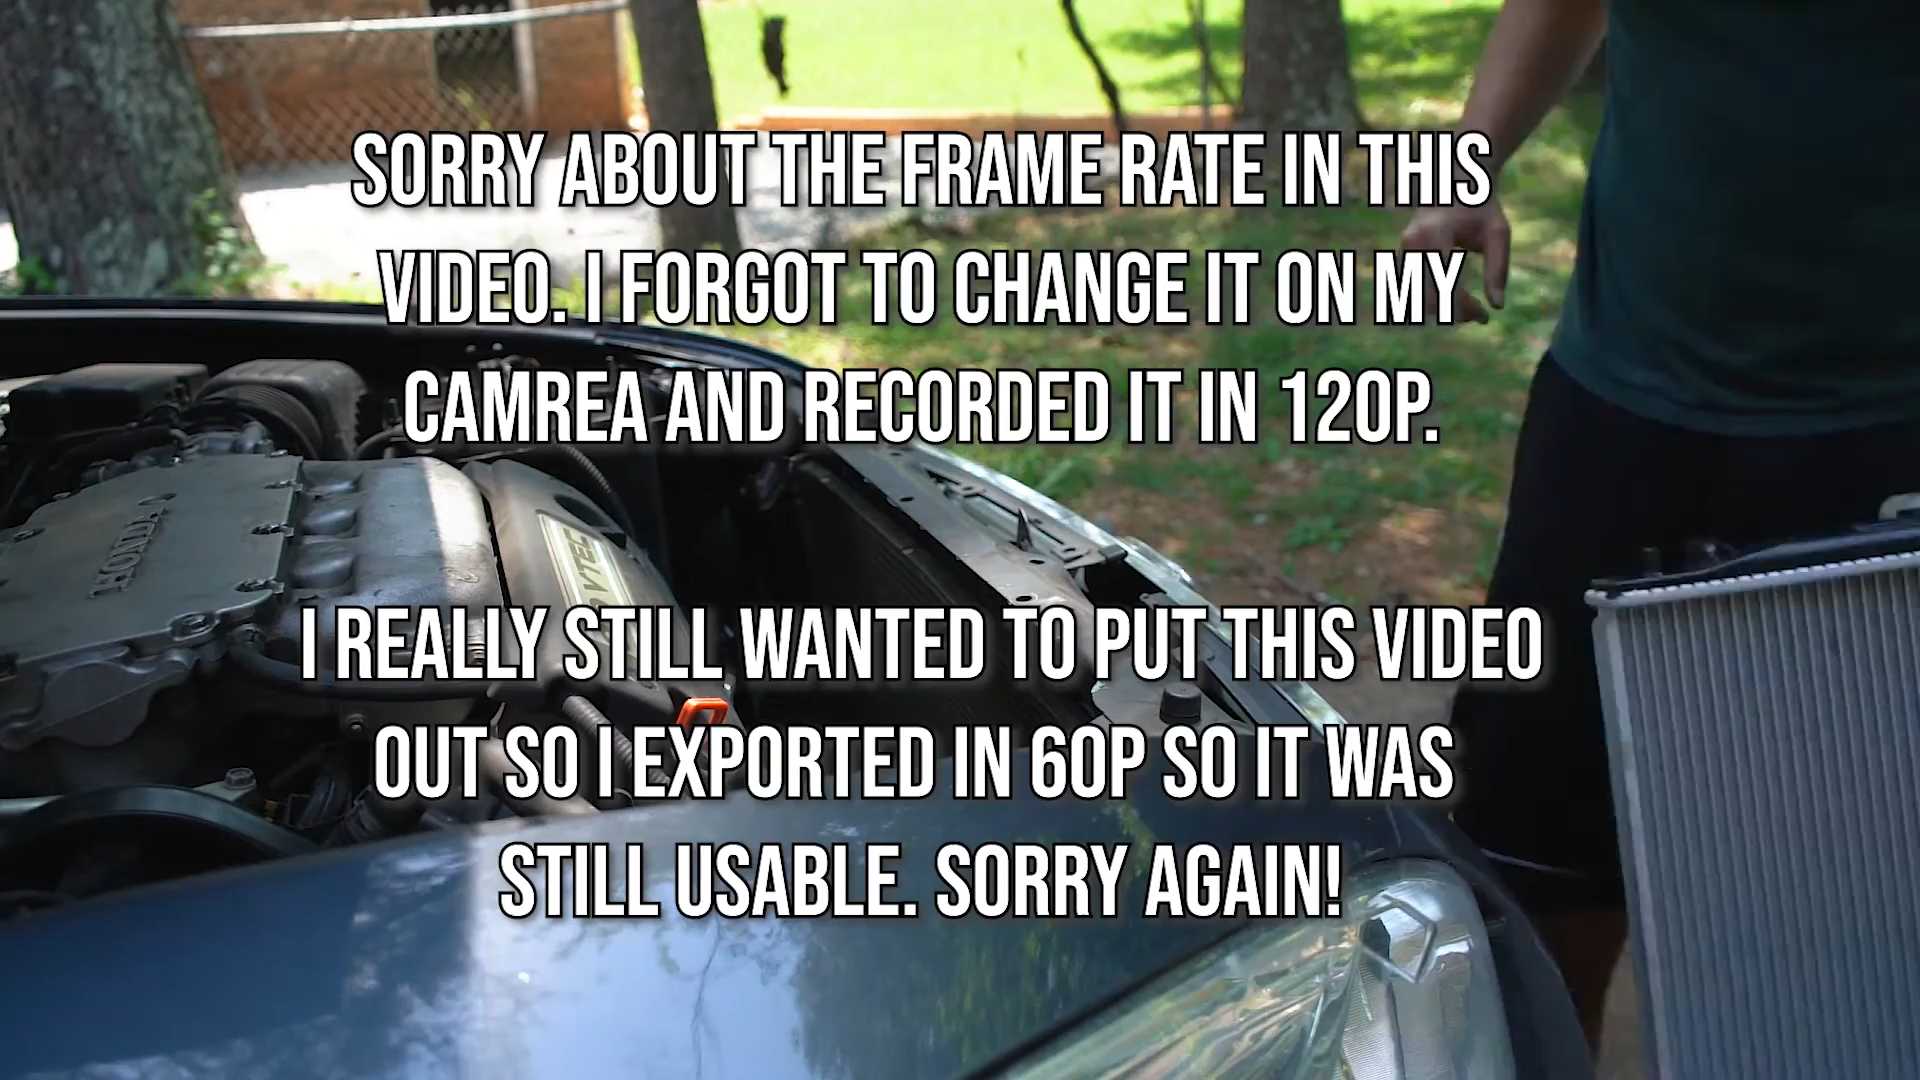 SORRY ABOUT THE FRAME RATE IN THIS
VIDEO. I FORGOT TO CHANGE IT ON MY
CAMREA AND RECORDED IT IN 120P.
HONDA
VTEC
I REALLY STILL WANTED TO PUT THIS VIDEO
OUT SO I EXPORTED IN 60P SO IT WAS
STILL USABLE. SORRY AGAIN!